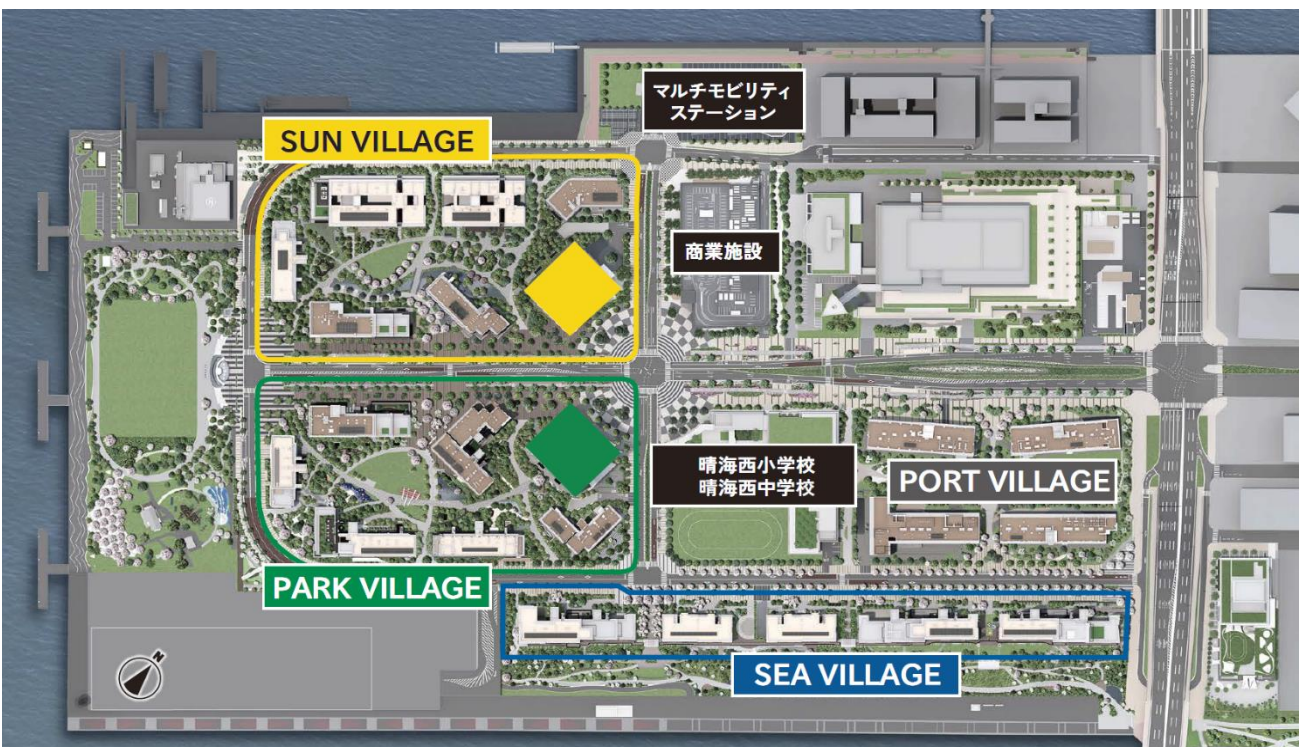 マルチモビリティ
ステーション
SUN VILLAGE
商業施設
晴海西小学校
晴海西中学校
PORT VILLAGE
PARK VILLAGE
SEA VILLAGE
N